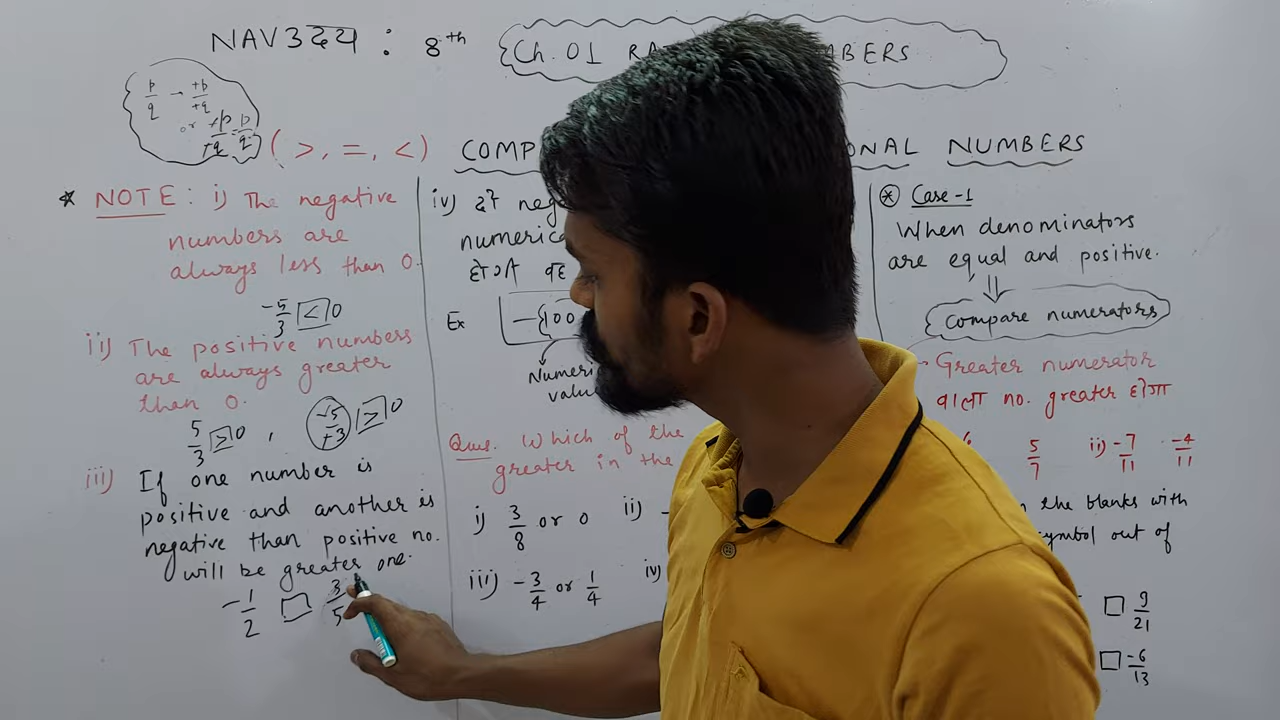 NAV3 दय : 8th
Ch. 01 RA MBERS
p/q → +p/+q
or +p/+q -p/q
( >, =, < ) COMP ONAL NUMBERS
* NOTE : i) The negative
numbers are
always less than 0.
-5/3 < 0
ii) The positive numbers
are always greater
than 0.
5/3 > 0 , -5/-3 > 0
iii) If one number is
positive and another is
negative than positive no.
will be greater one.
-1/2 □ 3/5
iv) दो neg
numeric
होगा वह
Ex -(100
Numeri
value
Ques. Which of the
greater in the
i) 3/8 or 0 ii) -
iii) -3/4 or 1/4 iv)
* Case-1
When denominators
are equal and positive.
Compare numerators
Greater numerator
वाला no. greater होगा
5/7 ii) -7/11 -4/11
the blanks with
symbol out of
□ 9/21
□ -6/13